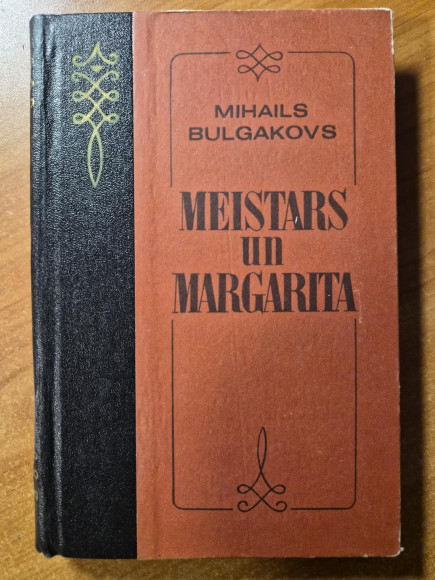 MIHAILS
BULGAKOVS
MEISTARS
un
MARGARITA